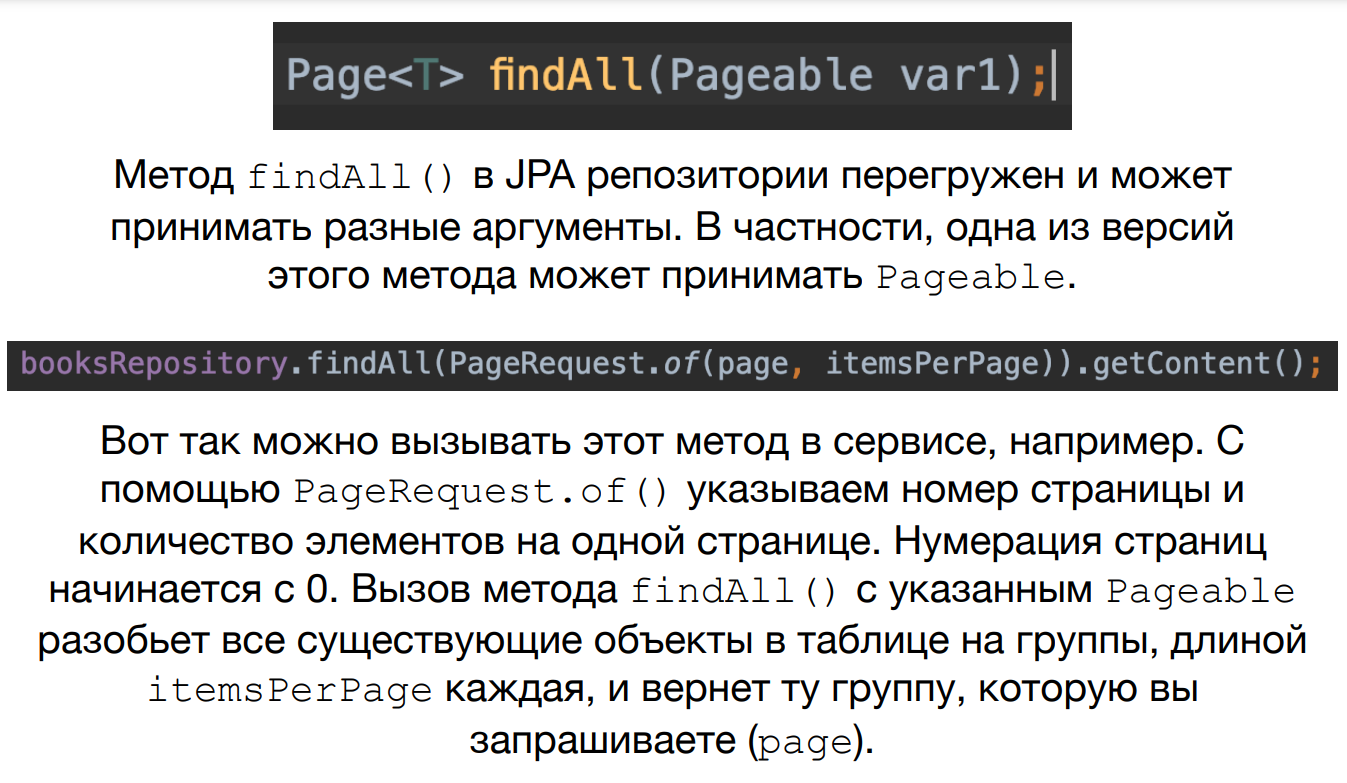 Page<T> findAll(Pageable var1);
Метод findAll() в JPA репозитории перегружен и может
принимать разные аргументы. В частности, одна из версий
этого метода может принимать Pageable.
booksRepository.findAll(PageRequest.of(page, itemsPerPage)).getContent();
Вот так можно вызывать этот метод в сервисе, например. С
помощью PageRequest.of() указываем номер страницы и
количество элементов на одной странице. Нумерация страниц
начинается с 0. Вызов метода findAll() с указанным Pageable
разобьет все существующие объекты в таблице на группы, длиной
itemsPerPage каждая, и вернет ту группу, которую вы
запрашиваете (page).